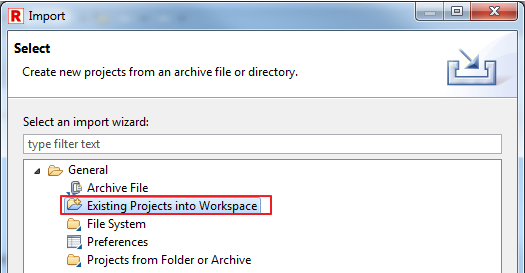 R Import
Select
Create new projects from an archive file or directory.
Select an import wizard:
type filter text
General
Archive File
Existing Projects into Workspace
File System
Preferences
Projects from Folder or Archive